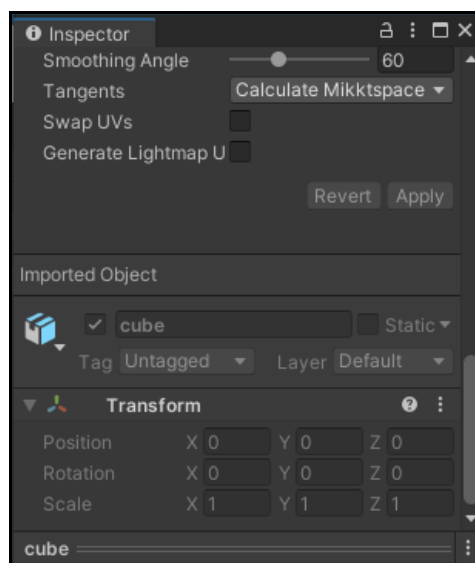 Inspector
Smoothing Angle 60
Tangents Calculate Mikktspace
Swap UVs
Generate Lightmap U
Revert Apply
Imported Object
cube Static
Tag Untagged Layer Default
Transform
Position X 0 Y 0 Z 0
Rotation X 0 Y 0 Z 0
Scale X 1 Y 1 Z 1
cube